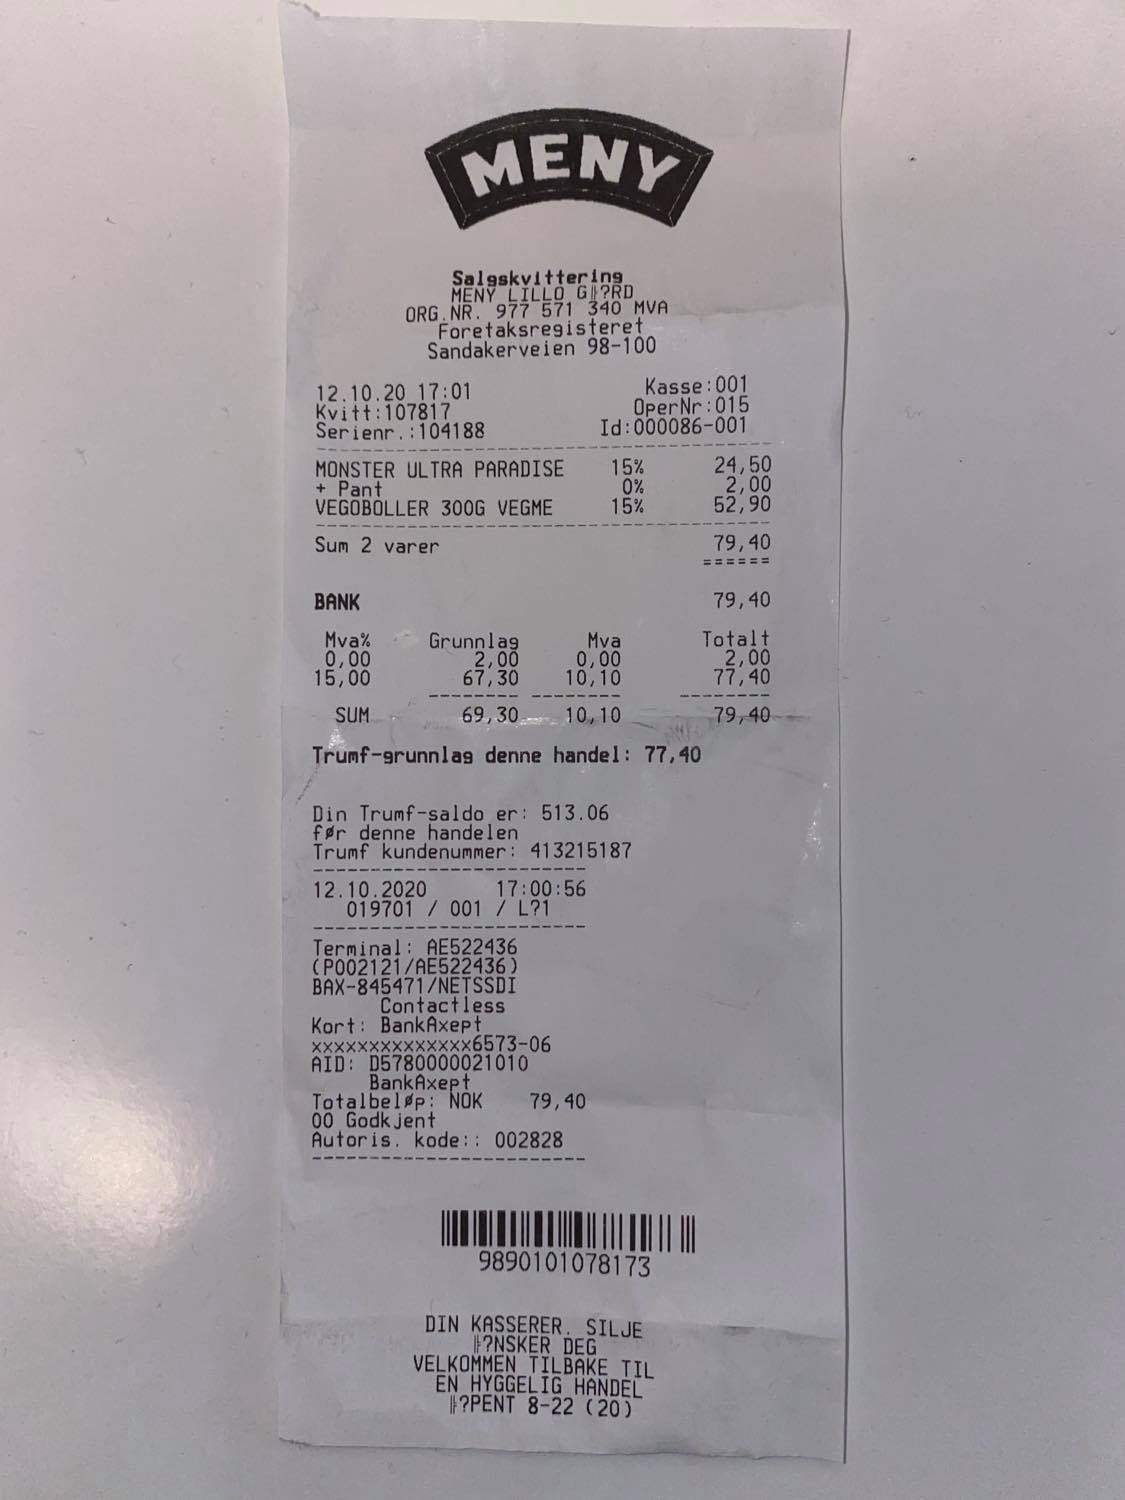 MENY
Salgskvittering
MENY LILLO G╟?RD
ORG.NR. 977 571 340 MVA
Foretaksregisteret
Sandakerveien 98-100
12.10.20 17:01 Kasse:001
Kvitt:107817 OperNr:015
Serienr.:104188 Id:000086-001
MONSTER ULTRA PARADISE 15% 24,50
+ Pant 0% 2,00
VEGOBOLLER 300G VEGME 15% 52,90
Sum 2 varer 79,40
======
BANK 79,40
Mva% Grunnlag Mva Totalt
0,00 2,00 0,00 2,00
15,00 67,30 10,10 77,40
SUM 69,30 10,10 79,40
Trumf-grunnlag denne handel: 77,40
Din Trumf-saldo er: 513.06
før denne handelen
Trumf kundenummer: 413215187
12.10.2020 17:00:56
019701 / 001 / L?1
Terminal: AE522436
(P002121/AE522436)
BAX-845471/NETSSDI
Contactless
Kort: BankAxept
xxxxxxxxxxxxxx6573-06
AID: D5780000021010
BankAxept
Totalbeløp: NOK 79,40
00 Godkjent
Autoris. kode:: 002828
9890101078173
DIN KASSERER. SILJE
╟?NSKER DEG
VELKOMMEN TILBAKE TIL
EN HYGGELIG HANDEL
╟?PENT 8-22 (20)